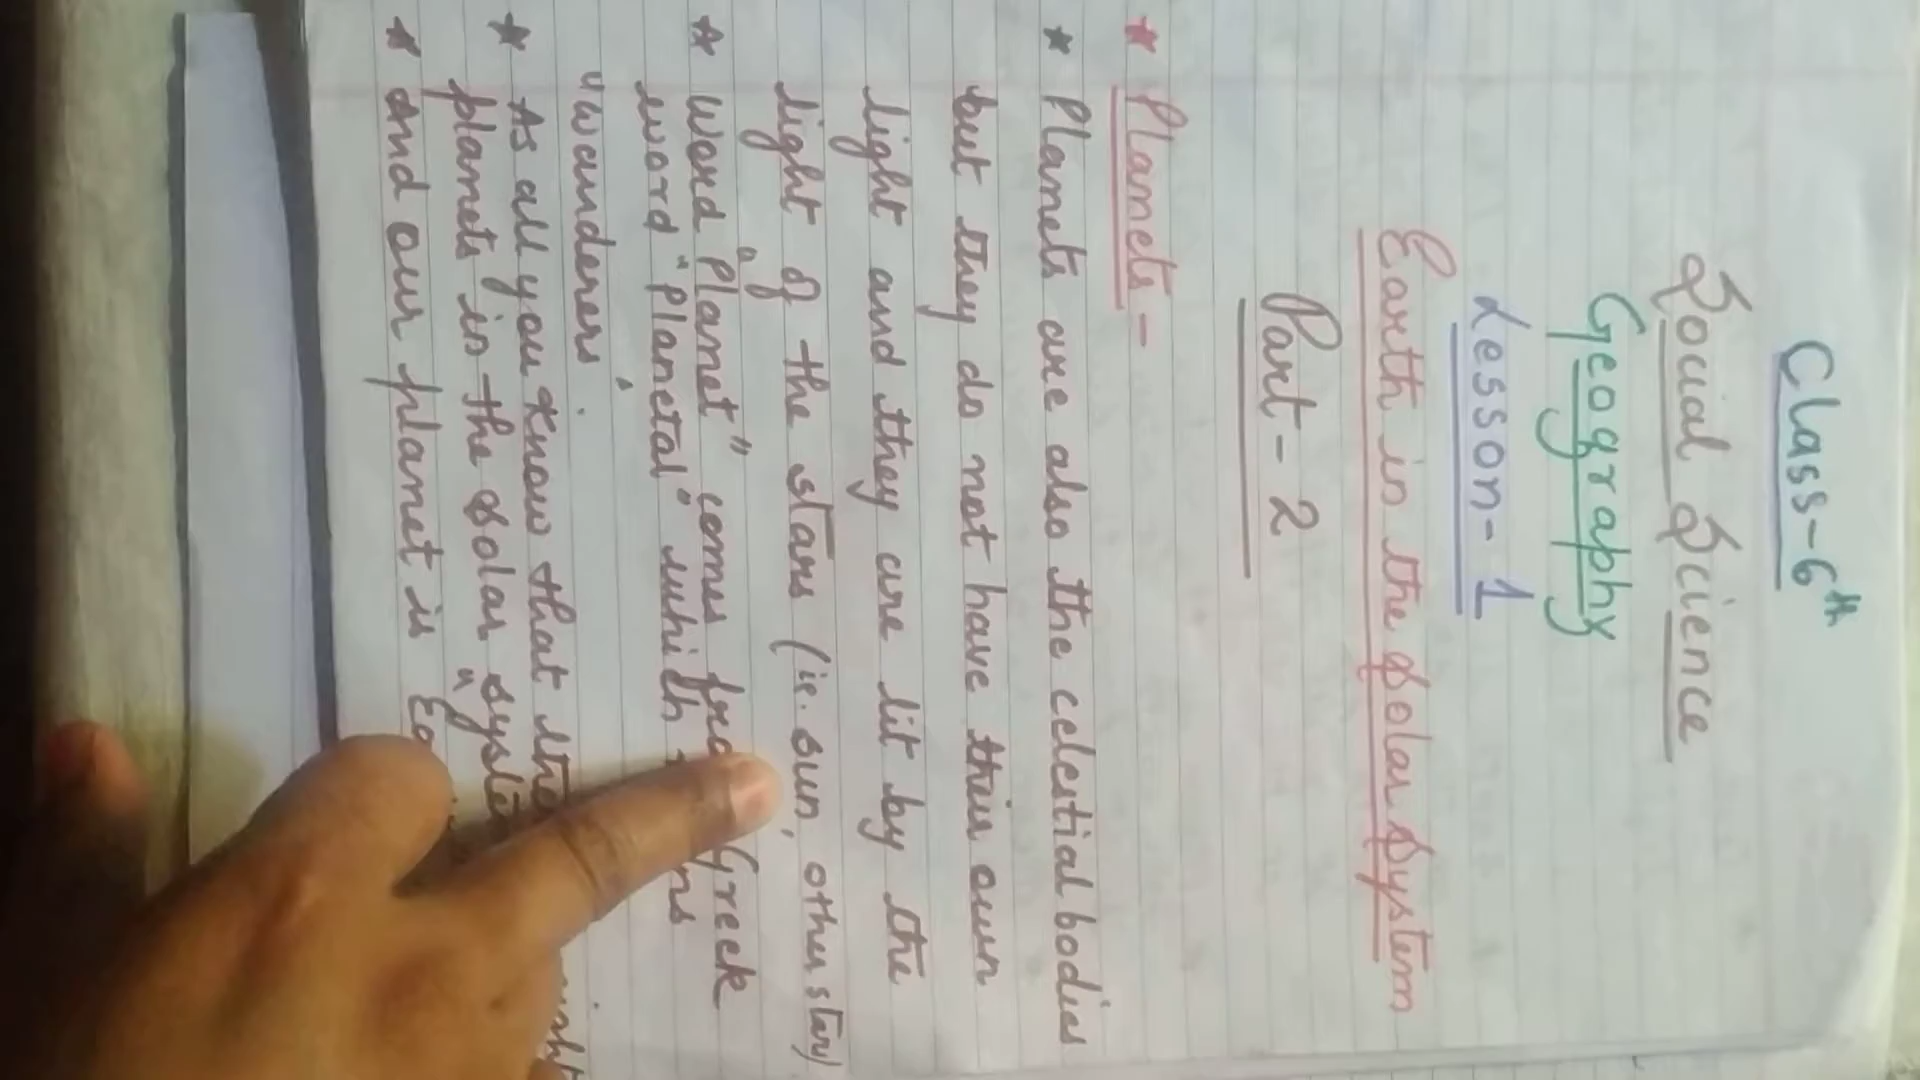 Class-6th
Social Science
Geography
Lesson-1
Earth in the Solar System
Part-2
* Planets-
* Planets are also the celestial bodies
but they do not have their own
light and they are lit by the
light of the stars (ie. sun, other star)
* Word "Planet" comes Greek
word "Planetai" which
"wanderers"
* As all you know that the
planets in the Solar
* And our planet is